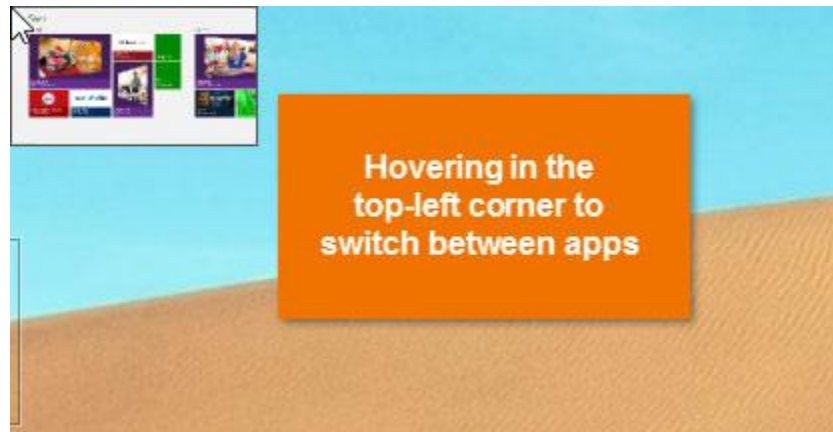 Hovering in the
top-left corner to
switch between apps